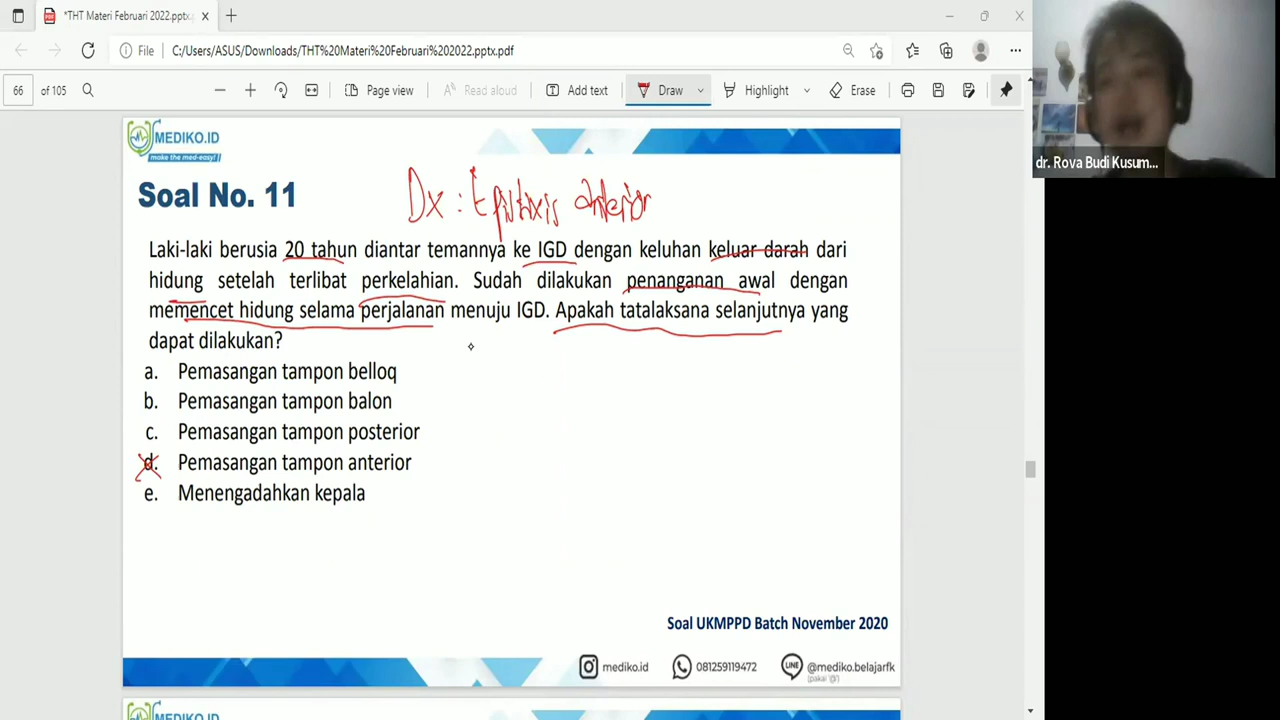 *THT Materi Februari 2022.pptx.p
File
C:/Users/ASUS/Downloads/THT%20Materi%20Februari%202022.pptx.pdf
66 of 105
Page view
Read aloud
Add text
Draw
Highlight
Erase
dr. Rova Budi Kusum...
MEDIKO.ID
make the med-easy!
Soal No. 11
Dx : Epistixis anterior
Laki-laki berusia 20 tahun diantar temannya ke IGD dengan keluhan keluar darah dari
hidung setelah terlibat perkelahian. Sudah dilakukan penanganan awal dengan
memencet hidung selama perjalanan menuju IGD. Apakah tatalaksana selanjutnya yang
dapat dilakukan?
a. Pemasangan tampon belloq
b. Pemasangan tampon balon
c. Pemasangan tampon posterior
d. Pemasangan tampon anterior
e. Menengadahkan kepala
Soal UKMPPD Batch November 2020
mediko.id
081259119472
LINE
@mediko.belajarfk
(pakai '@')
MEDIKO.ID